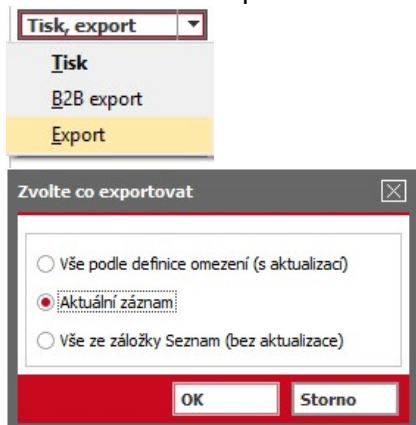 Tisk, export
Tisk
B2B export
Export
Zvolte co exportovat
Vše podle definice omezení (s aktualizací)
Aktuální záznam
Vše ze záložky Seznam (bez aktualizace)
OK Storno